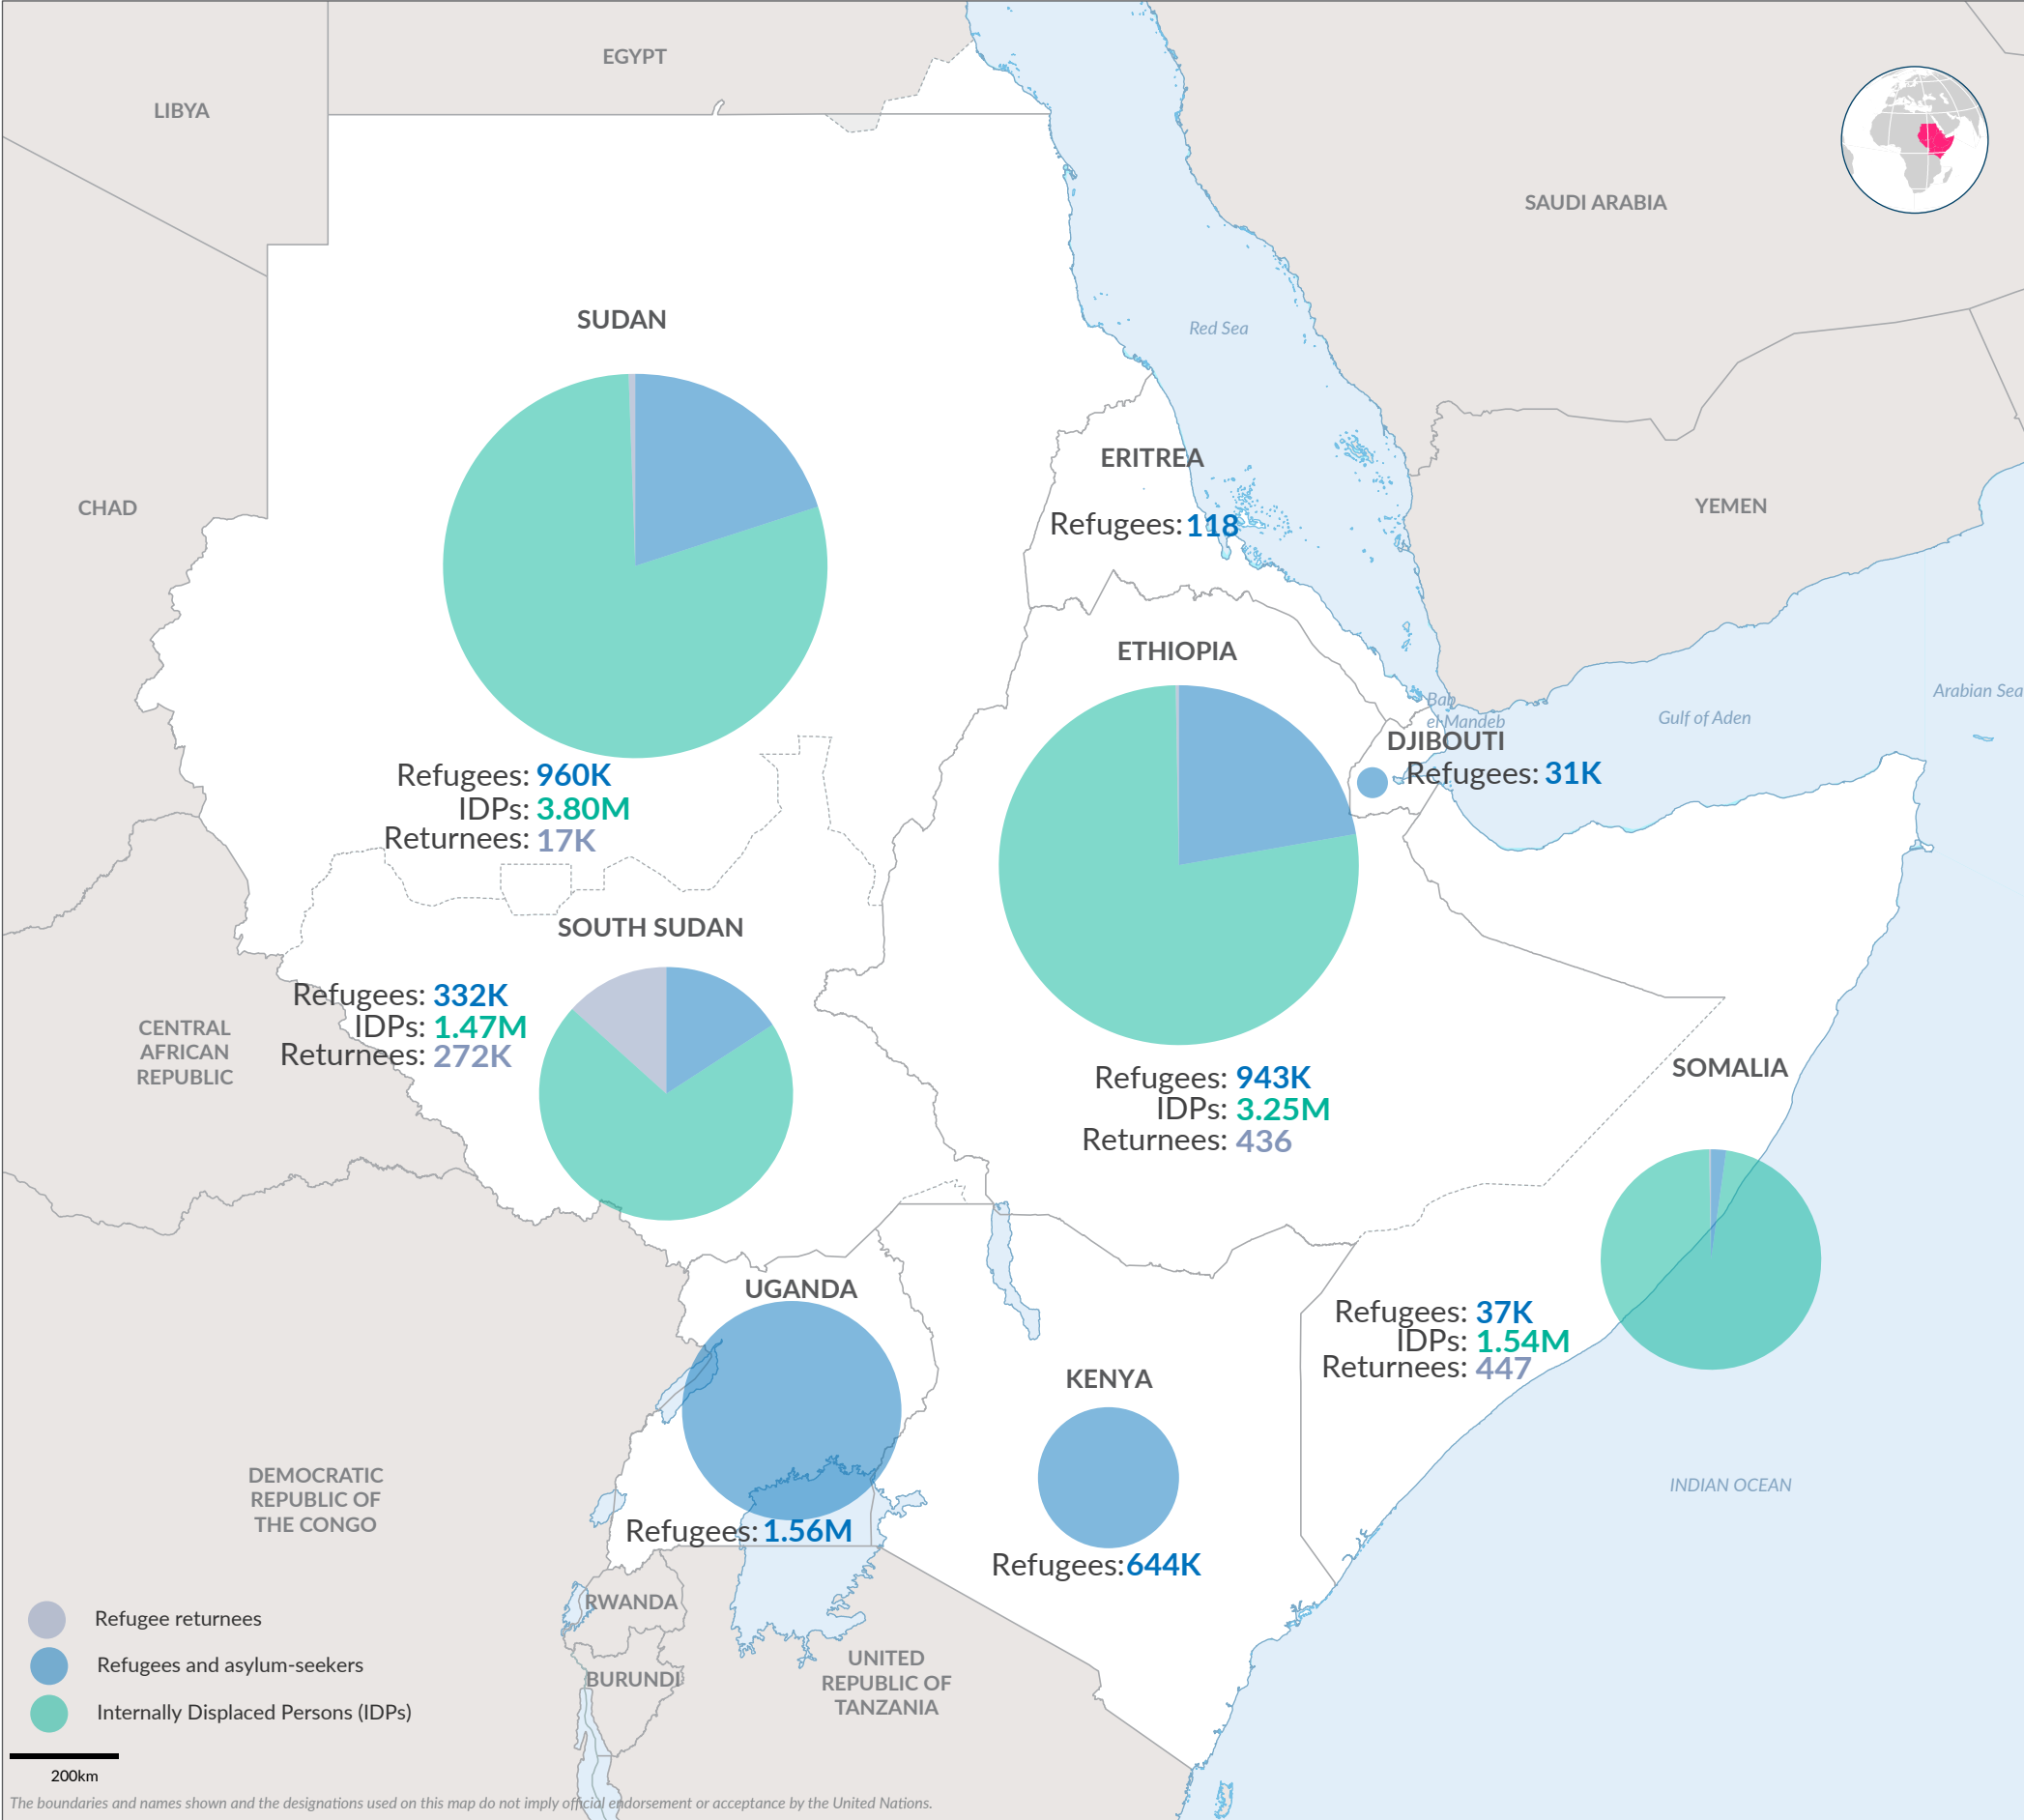 EGYPT
LIBYA
SAUDI ARABIA
SUDAN
Red Sea
ERITREA
CHAD
YEMEN
Refugees: 118
ETHIOPIA
Arabian Sea
Bab
el-Mandeb
Gulf of Aden
DJIBOUTI
Refugees: 31K
Refugees: 960K
IDPs: 3.80M
Returnees: 17K
SOUTH SUDAN
Refugees: 332K
IDPs: 1.47M
Returnees: 272K
CENTRAL
AFRICAN
REPUBLIC
Refugees: 943K
IDPs: 3.25M
Returnees: 436
SOMALIA
UGANDA
Refugees: 37K
IDPs: 1.54M
Returnees: 447
KENYA
DEMOCRATIC
REPUBLIC OF
THE CONGO
INDIAN OCEAN
Refugees: 1.56M
Refugees: 644K
RWANDA
BURUNDI
UNITED
REPUBLIC OF
TANZANIA
Refugee returnees
Refugees and asylum-seekers
Internally Displaced Persons (IDPs)
200km
The boundaries and names shown and the designations used on this map do not imply official endorsement or acceptance by the United Nations.